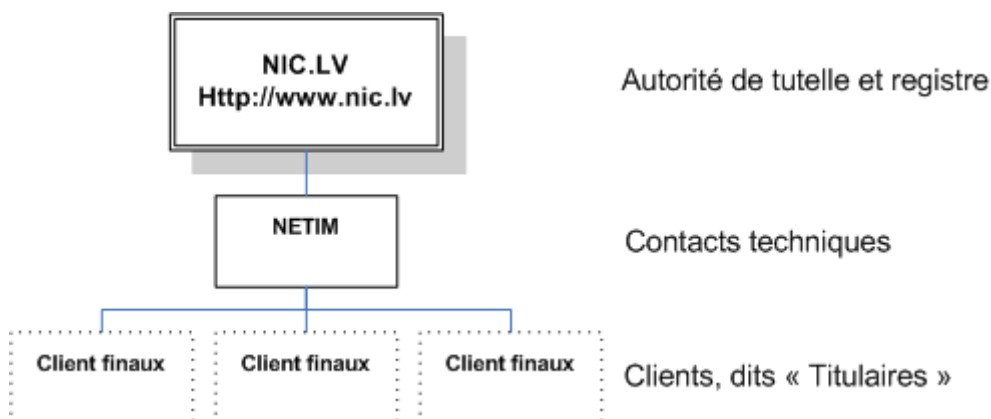 NIC.LV
Http://www.nic.lv
Autorité de tutelle et registre
NETIM
Contacts techniques
Client finaux
Client finaux
Client finaux
Clients, dits « Titulaires »